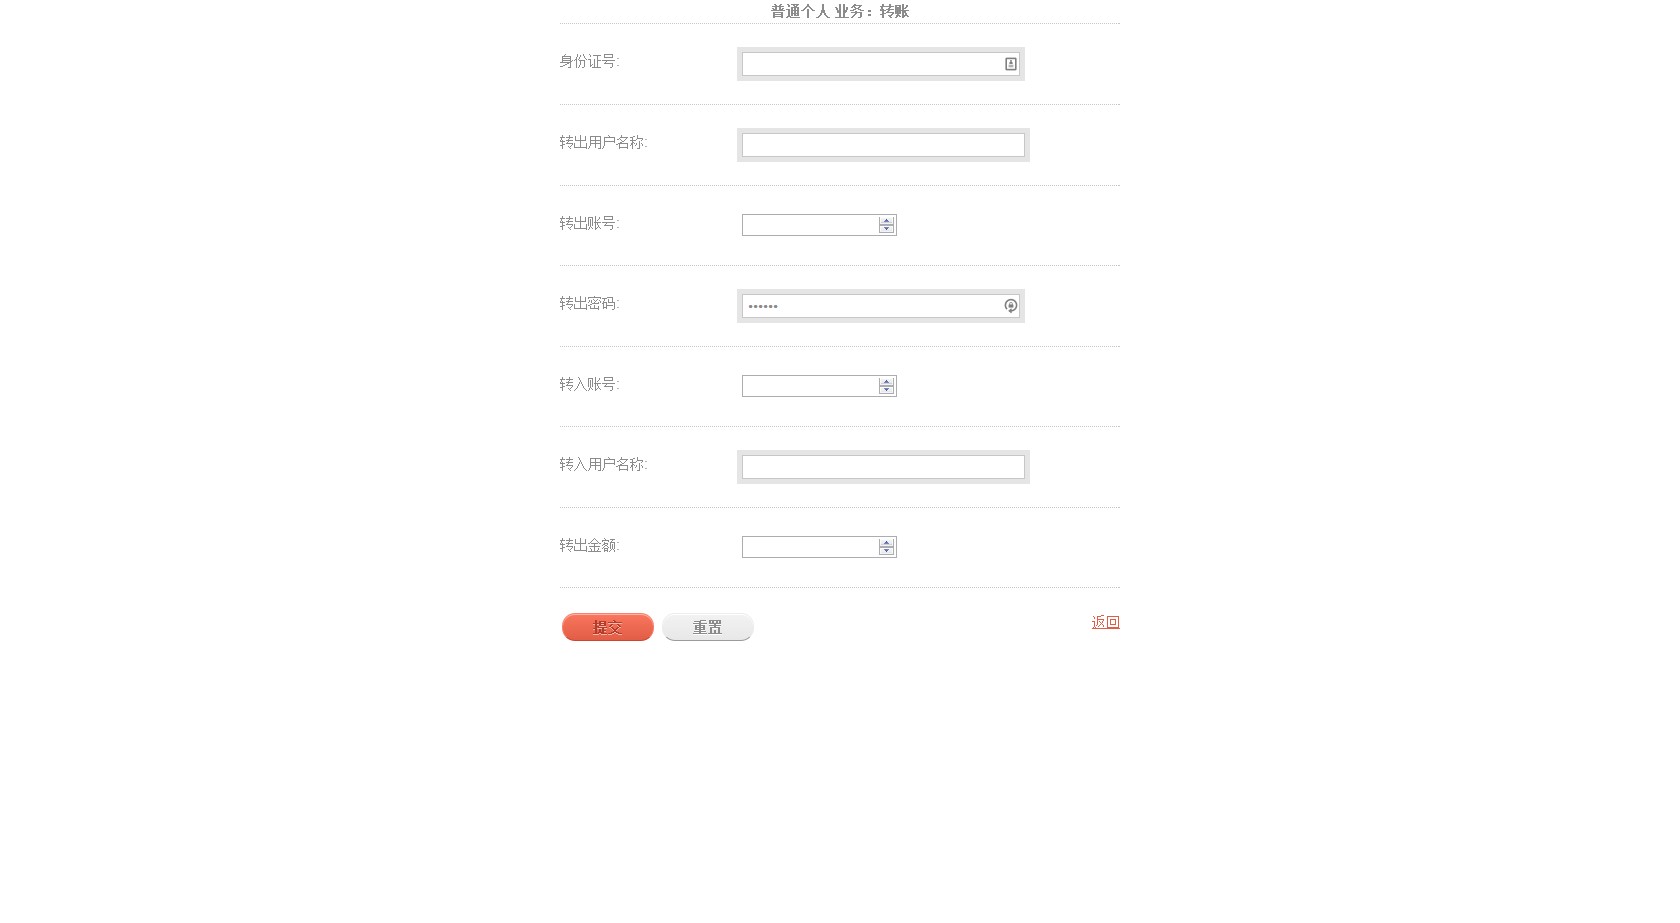 普通个人 业务：转账
身份证号:
转出用户名称:
转出账号:
转出密码:
••••••
转入账号:
转入用户名称:
转出金额:
提交 重置 返回